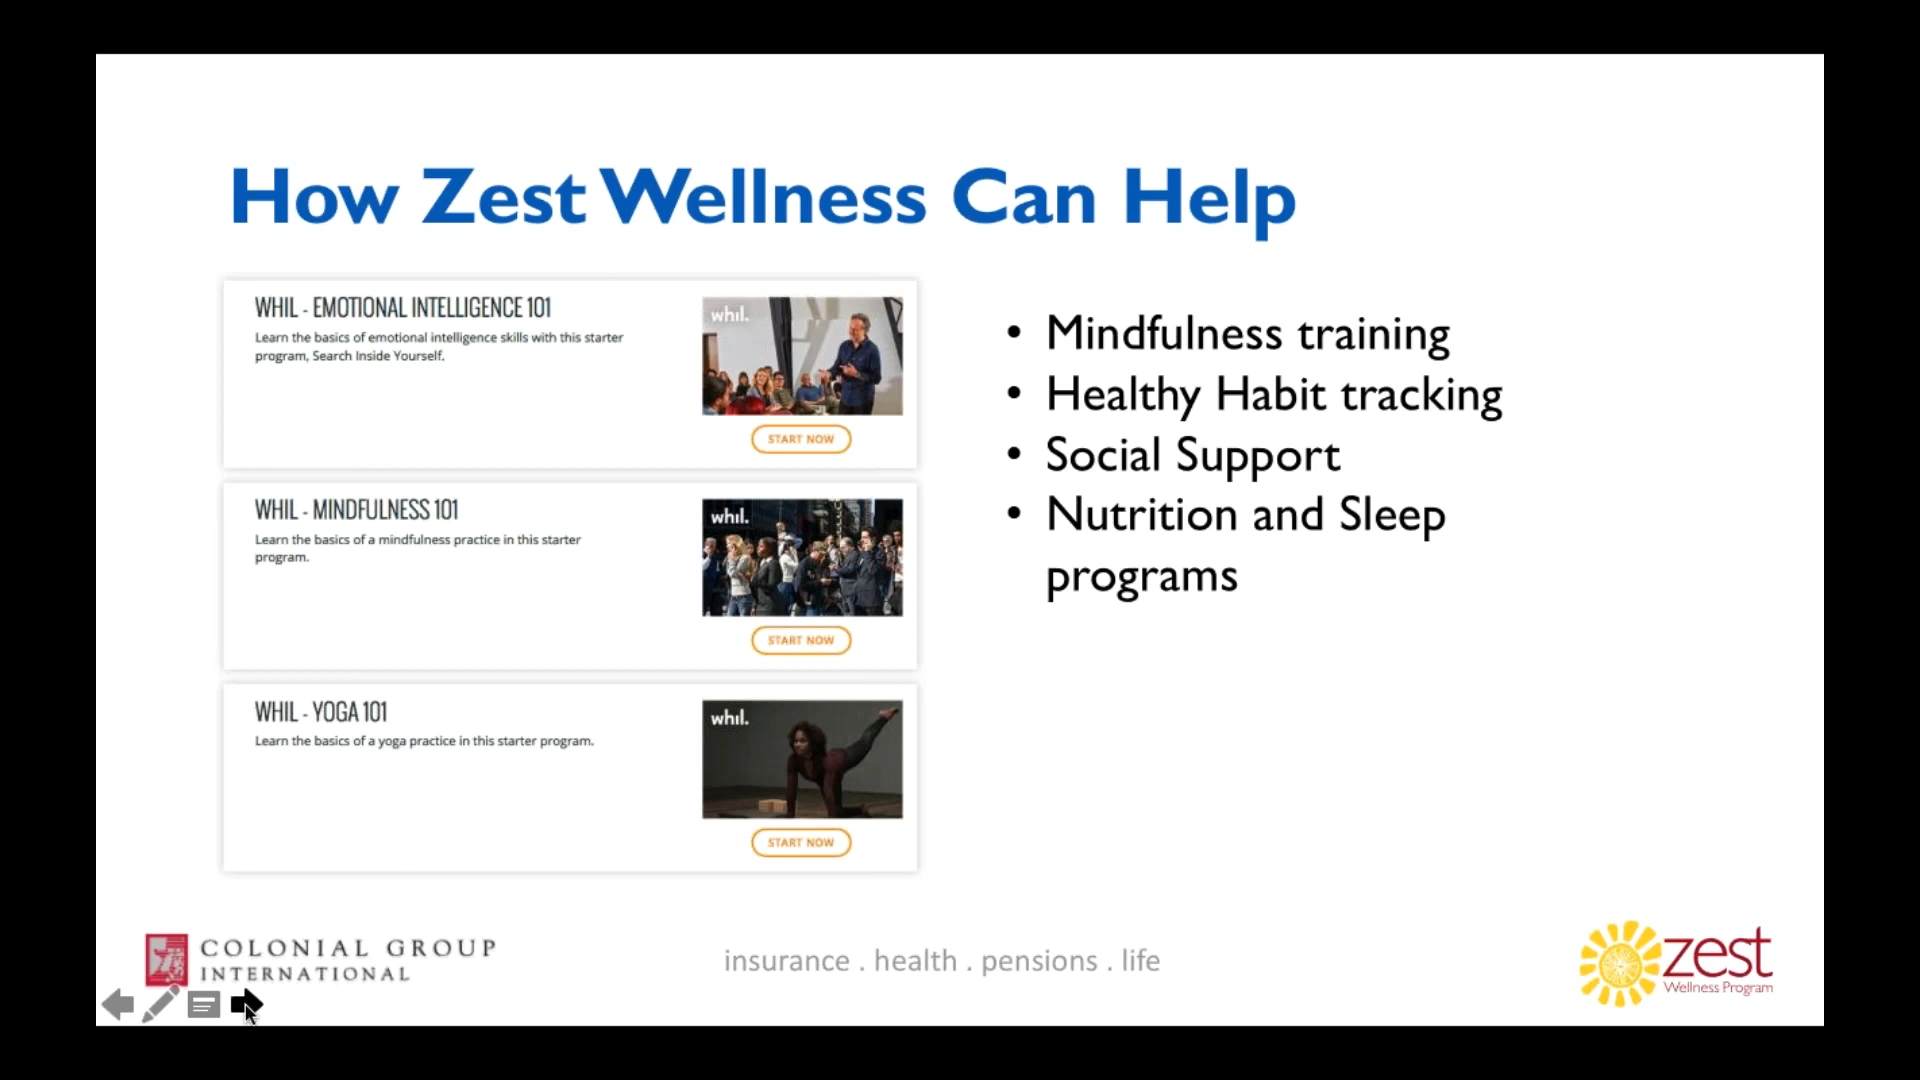 How Zest Wellness Can Help
WHIL - EMOTIONAL INTELLIGENCE 101
Learn the basics of emotional intelligence skills with this starter
program, Search Inside Yourself.
whil.
START NOW
WHIL - MINDFULNESS 101
Learn the basics of a mindfulness practice in this starter
program.
whil.
START NOW
WHIL - YOGA 101
Learn the basics of a yoga practice in this starter program.
whil.
START NOW
• Mindfulness training
• Healthy Habit tracking
• Social Support
• Nutrition and Sleep
programs
COLONIAL GROUP
INTERNATIONAL
insurance . health . pensions . life
zest
Wellness Program